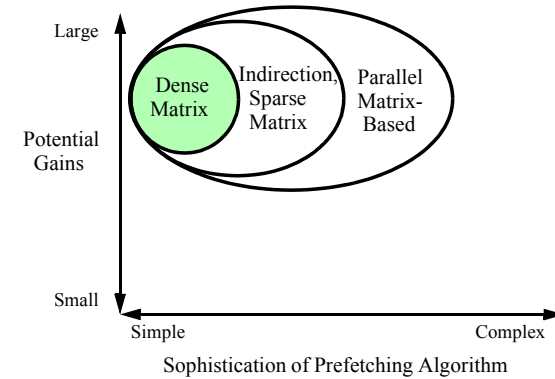 Large
Dense
Matrix
Indirection,
Sparse
Matrix
Parallel
Matrix-
Based
Potential
Gains
Small
Simple
Complex
Sophistication of Prefetching Algorithm